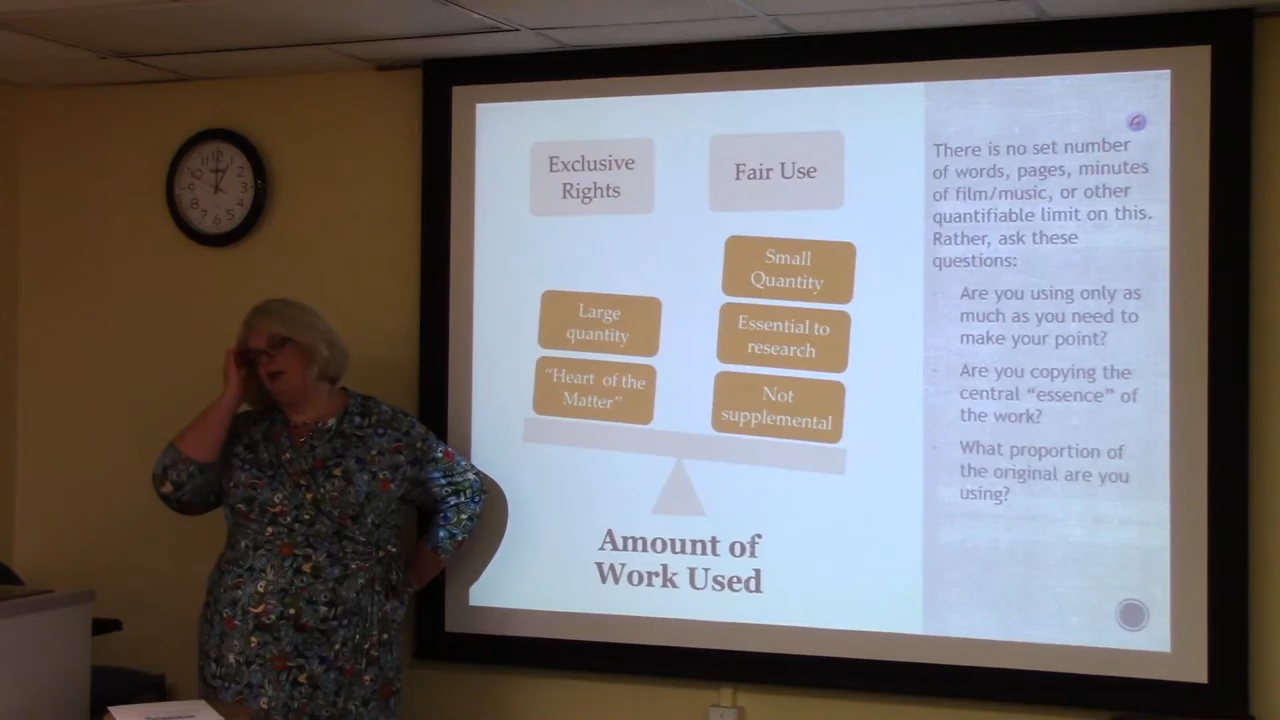 Exclusive
Rights
Fair Use
Small
Quantity
Large
quantity
Essential to
research
"Heart of the
Matter"
Not
supplemental
Amount of
Work Used
There is no set number
of words, pages, minutes
of film/music, or other
quantifiable limit on this.
Rather, ask these
questions:
Are you using only as
much as you need to
make your point?
Are you copying the
central "essence" of
the work?
What proportion of
the original are you
using?